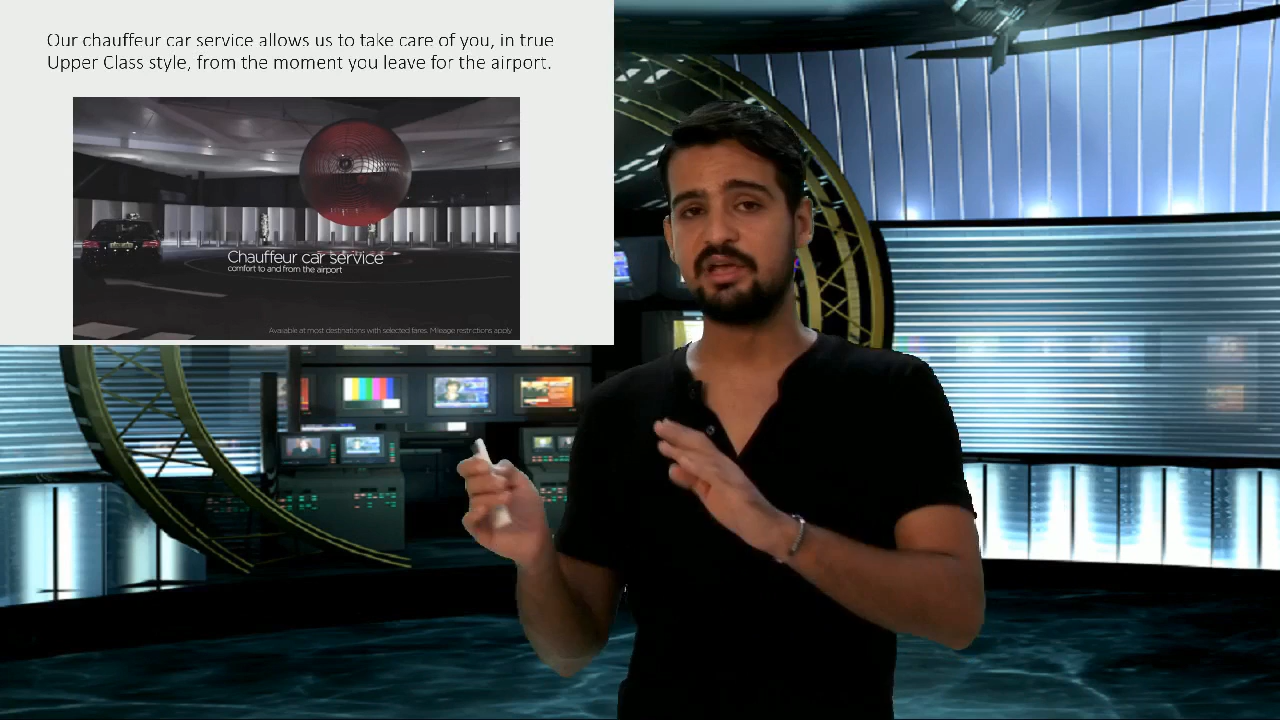 Our chauffeur car service allows us to take care of you, in true
Upper Class style, from the moment you leave for the airport.
Chauffeur car service
comfort to and from the airport
Available at most destinations with selected fares. Mileage restrictions apply.